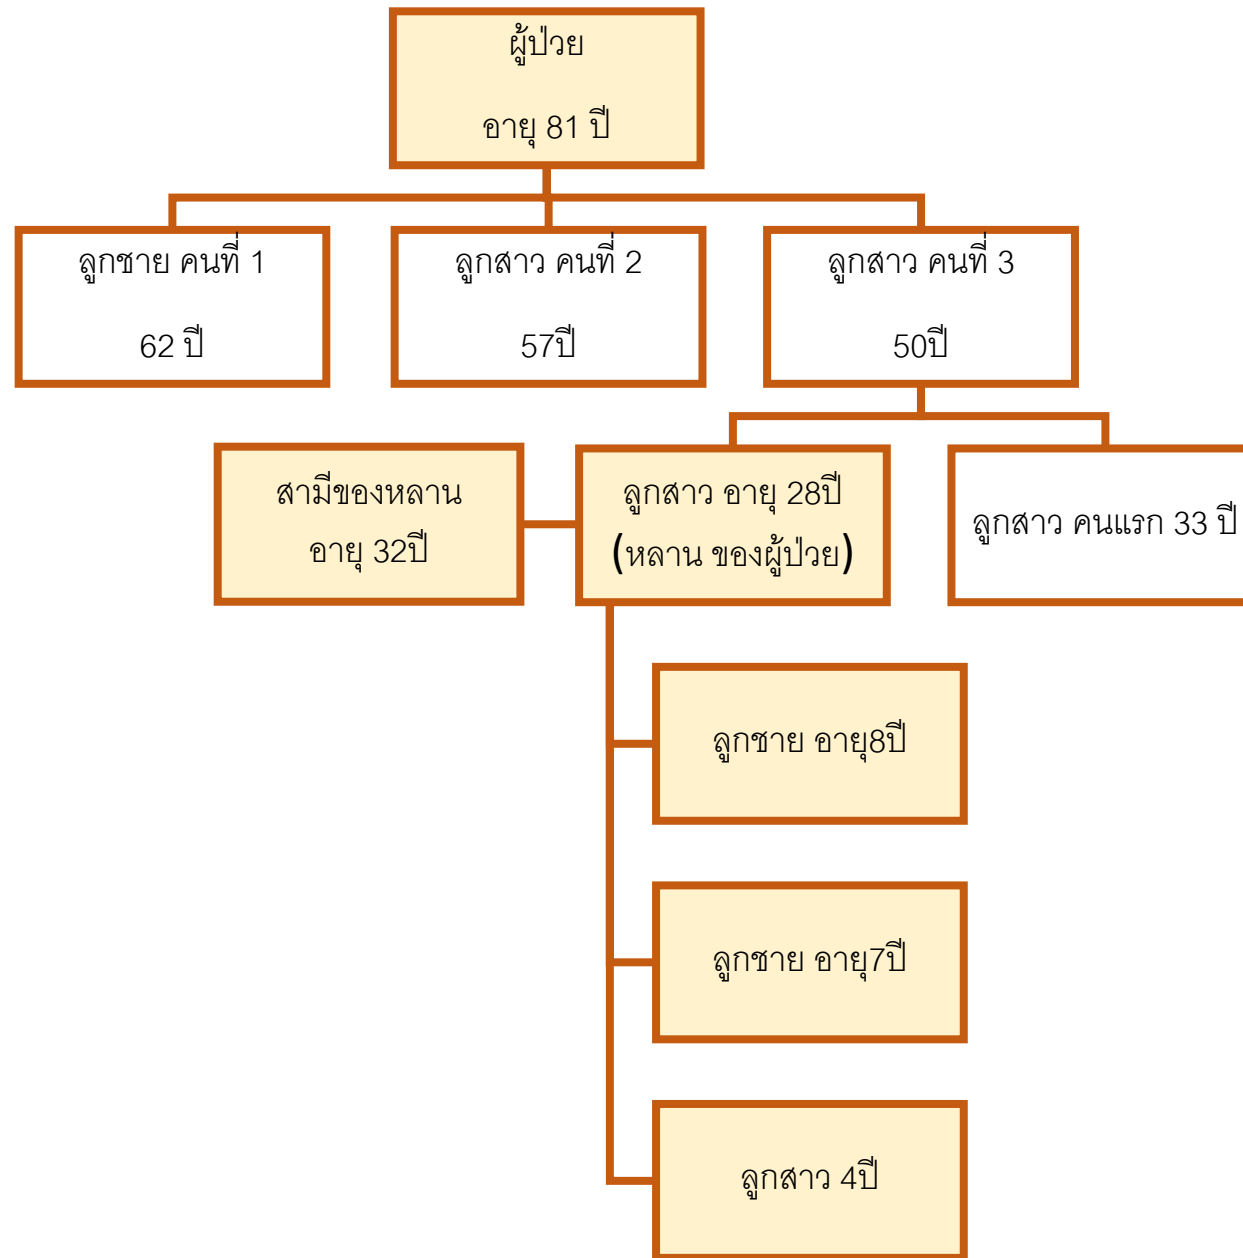 ผู้ป่วย
อายุ 81 ปี
ลูกชาย คนที่ 1
62 ปี
ลูกสาว คนที่ 2
57ปี
ลูกสาว คนที่ 3
50ปี
สามีของหลาน
อายุ 32ปี
ลูกสาว อายุ 28ปี
(หลาน ของผู้ป่วย)
ลูกสาว คนแรก 33 ปี
ลูกชาย อายุ8ปี
ลูกชาย อายุ7ปี
ลูกสาว 4ปี